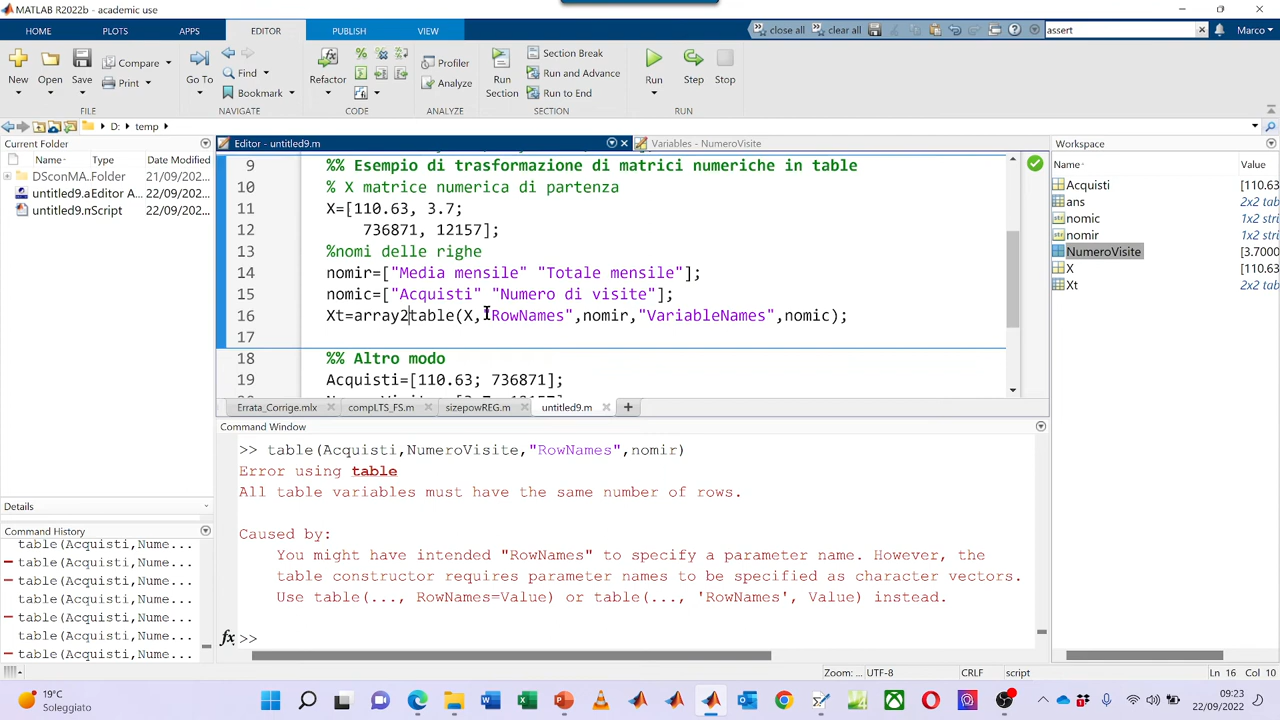 MATLAB R2022b - academic use
HOME PLOTS APPS EDITOR PUBLISH VIEW
close all clear all assert Marco
New Open Save Compare Print
Go To Find Bookmark
Refactor
Profiler Analyze
Run Section Section Break Run and Advance Run to End
Run Step Stop
FILE NAVIGATE CODE ANALYZE SECTION RUN
D: temp
Current Folder
Name Type Date Modified
DSconMA... Folder 21/09/202...
untitled9.a Editor A... 22/09/202...
untitled9.m Script 22/09/202...
Details
Command History
table(Acquisti,Nume...
table(Acquisti,Nume...
table(Acquisti,Nume...
table(Acquisti,Nume...
table(Acquisti,Nume...
table(Acquisti,Nume...
table(Acquisti,Nume...
Editor - untitled9.m Variables - NumeroVisite
9 %% Esempio di trasformazione di matrici numeriche in table
10 % X matrice numerica di partenza
11 X=[110.63, 3.7;
12 736871, 12157];
13 %nomi delle righe
14 nomir=["Media mensile" "Totale mensile"];
15 nomic=["Acquisti" "Numero di visite"];
16 Xt=array2table(X,"RowNames",nomir,"VariableNames",nomic);
17
18 %% Altro modo
19 Acquisti=[110.63; 736871];
Errata_Corrige.mlx compLTS_FS.m sizepowREG.m untitled9.m
Command Window
>> table(Acquisti,NumeroVisite,"RowNames",nomir)
Error using table
All table variables must have the same number of rows.
Caused by:
You might have intended "RowNames" to specify a parameter name. However, the
table constructor requires parameter names to be specified as character vectors.
Use table(..., RowNames=Value) or table(..., 'RowNames', Value) instead.
fx >>
Workspace
Name Value
Acquisti [110.63
ans 2x2 tab
nomic 1x2 stri
nomir 1x2 stri
NumeroVisite [3.7000
X [110.63
Xt 2x2 tab
Zoom: ... UTF-8 CRLF script Ln 16 Col 10
19°C
Soleggiato
09:23
22/09/2022